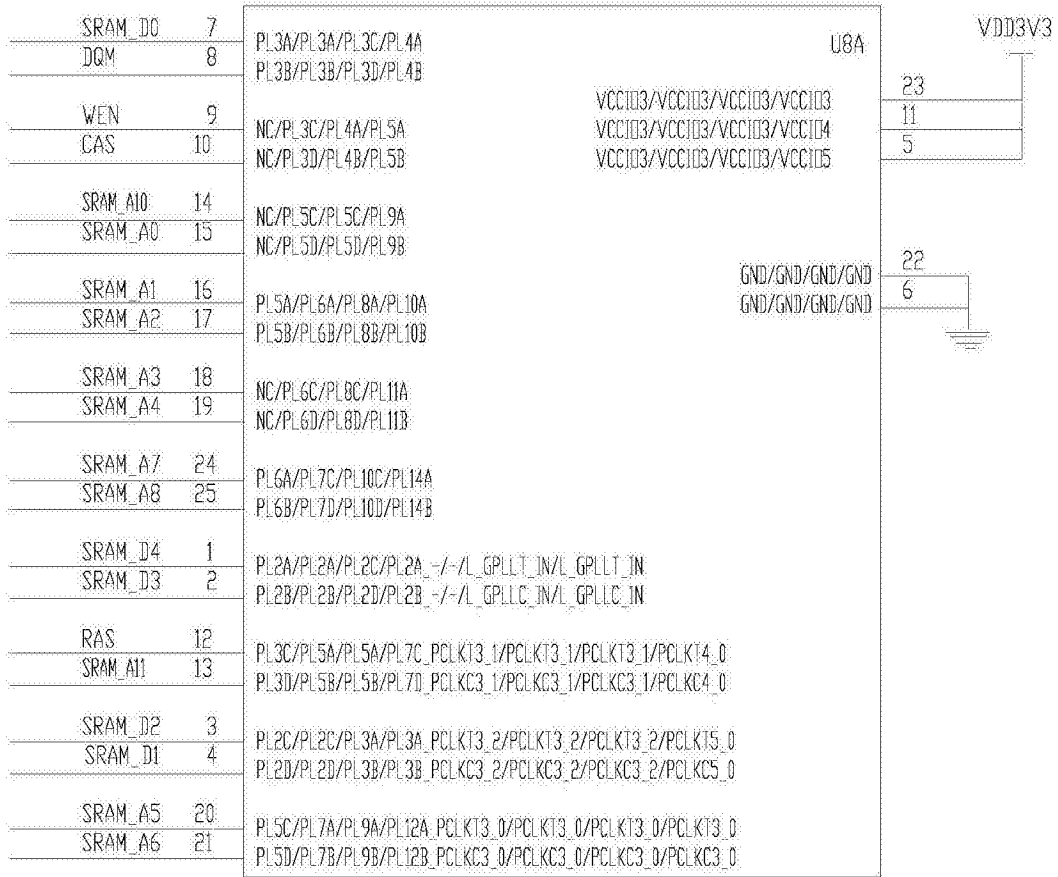 SRAM_D0 7 PL3A/PL3A/PL3C/PL4A
DQM 8 PL3B/PL3B/PL3D/PL4B
WEN 9 NC/PL3C/PL4A/PL5A
CAS 10 NC/PL3D/PL4B/PL5B
SRAM_A10 14 NC/PL5C/PL5C/PL9A
SRAM_A0 15 NC/PL5D/PL5D/PL9B
SRAM_A1 16 PL5A/PL6A/PL8A/PL10A
SRAM_A2 17 PL5B/PL6B/PL8B/PL10B
SRAM_A3 18 NC/PL6C/PL8C/PL11A
SRAM_A4 19 NC/PL6D/PL8D/PL11B
SRAM_A7 24 PL6A/PL7C/PL10C/PL14A
SRAM_A8 25 PL6B/PL7D/PL10D/PL14B
SRAM_D4 1 PL2A/PL2A/PL2C/PL2A_-/-/L_GPLLT_IN/L_GPLLT_IN
SRAM_D3 2 PL2B/PL2B/PL2D/PL2B_-/-/L_GPLLC_IN/L_GPLLC_IN
RAS 12 PL3C/PL5A/PL5A/PL7C_PCLKT3_1/PCLKT3_1/PCLKT3_1/PCLKT4_0
SRAM_A11 13 PL3D/PL5B/PL5B/PL7D_PCLKC3_1/PCLKC3_1/PCLKC3_1/PCLKC4_0
SRAM_D2 3 PL2C/PL2C/PL3A/PL3A_PCLKT3_2/PCLKT3_2/PCLKT3_2/PCLKT5_0
SRAM_D1 4 PL2D/PL2D/PL3B/PL3B_PCLKC3_2/PCLKC3_2/PCLKC3_2/PCLKC5_0
SRAM_A5 20 PL5C/PL7A/PL9A/PL12A_PCLKT3_0/PCLKT3_0/PCLKT3_0/PCLKT3_0
SRAM_A6 21 PL5D/PL7B/PL9B/PL12B_PCLKC3_0/PCLKC3_0/PCLKC3_0/PCLKC3_0
U8A
VDD3V3
VCCIO3/VCCIO3/VCCIO3/VCCIO3 23
VCCIO3/VCCIO3/VCCIO3/VCCIO4 11
VCCIO3/VCCIO3/VCCIO3/VCCIO5 5
GND/GND/GND/GND 22
GND/GND/GND/GND 6